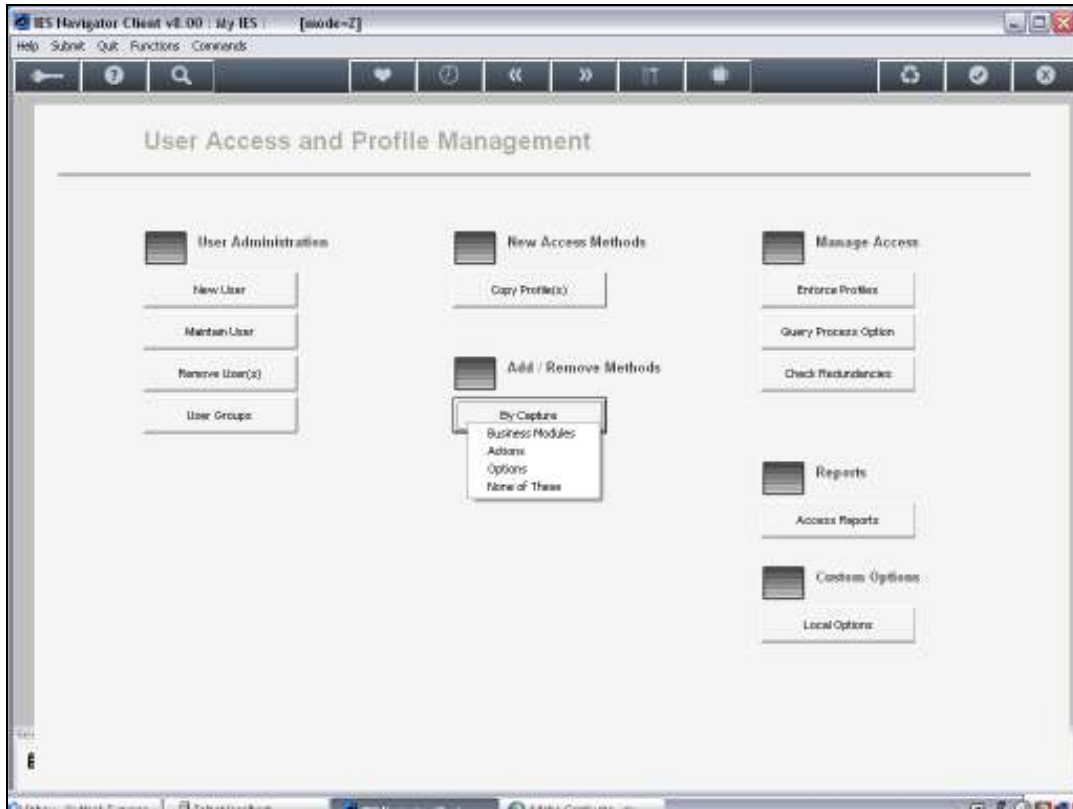 IES Navigator Client v8.00 : My IES : [mode=Z]
Help Submit Quit Functions Commands
User Access and Profile Management
User Administration
New User
Maintain User
Remove User(s)
User Groups
New Access Methods
Copy Profile(s)
Add / Remove Methods
By Capture
Business Modules
Actions
Options
None of These
Manage Access
Enforce Profiles
Query Process Option
Check Redundancies
Reports
Access Reports
Custom Options
Local Options